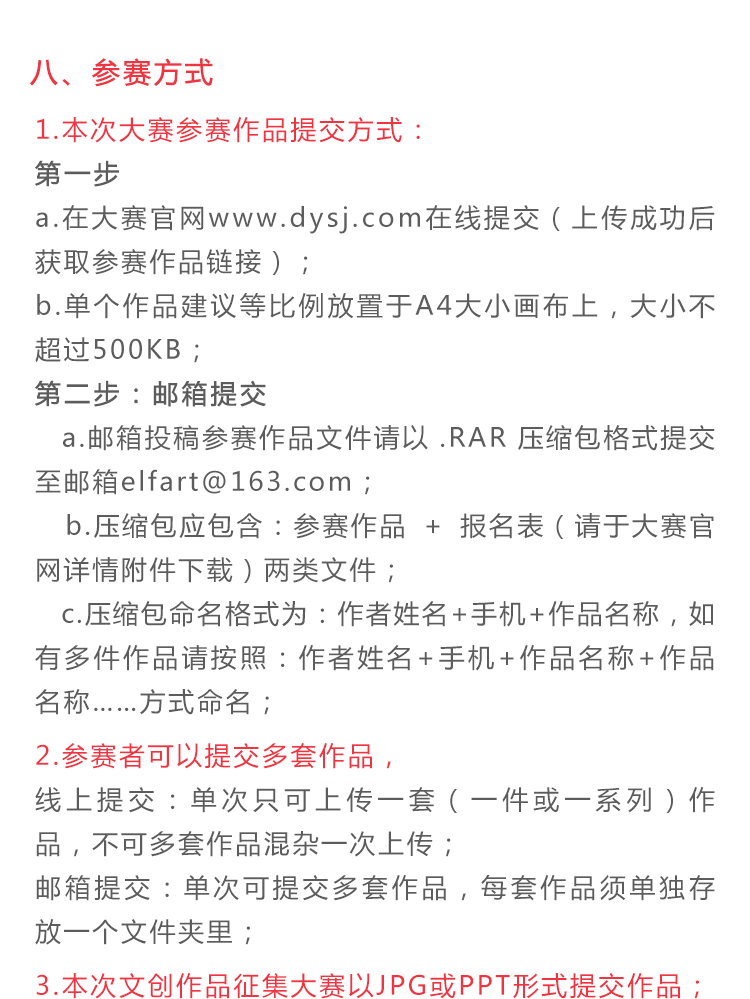 八、参赛方式
1.本次大赛参赛作品提交方式：
第一步
a.在大赛官网www.dysj.com在线提交（上传成功后
获取参赛作品链接）；
b.单个作品建议等比例放置于A4大小画布上，大小不
超过500KB；
第二步：邮箱提交
a.邮箱投稿参赛作品文件请以 .RAR 压缩包格式提交
至邮箱elfart@163.com；
b.压缩包应包含：参赛作品 + 报名表（请于大赛官
网详情附件下载）两类文件；
c.压缩包命名格式为：作者姓名+手机+作品名称，如
有多件作品请按照：作者姓名+手机+作品名称+作品
名称……方式命名；
2.参赛者可以提交多套作品，
线上提交：单次只可上传一套（一件或一系列）作
品，不可多套作品混杂一次上传；
邮箱提交：单次可提交多套作品，每套作品须单独存
放一个文件夹里；
3.本次文创作品征集大赛以JPG或PPT形式提交作品；